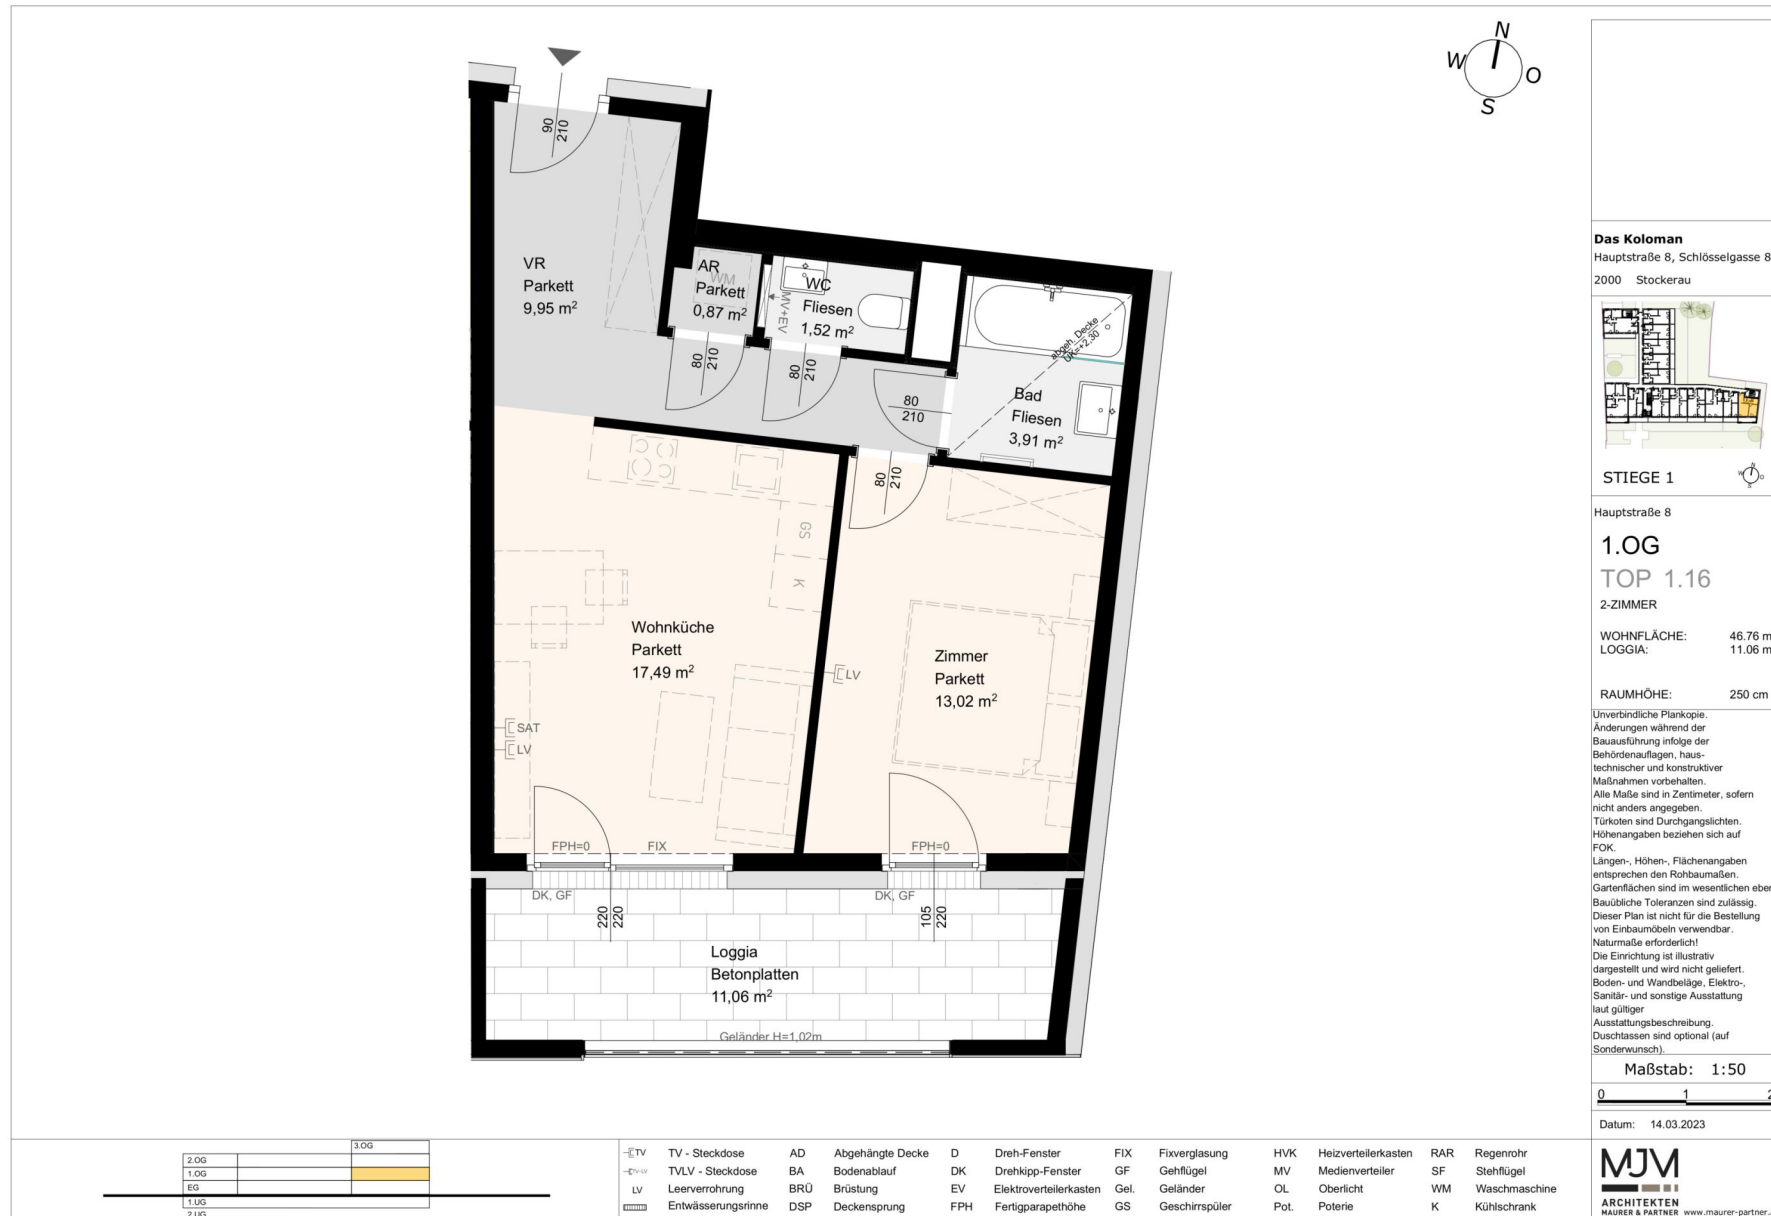 N
W
O
S
90
210
VR
Parkett
9,95 m²
AR
WM
Parkett
0,87 m²
WC
Fliesen
1,52 m²
MV+EV
80
210
80
210
80
210
80
210
abgeh. Decke
UK=+2,30
Bad
Fliesen
3,91 m²
GS
K
Wohnküche
Parkett
17,49 m²
Zimmer
Parkett
13,02 m²
LV
SAT
LV
FPH=0
FIX
FPH=0
DK, GF
DK, GF
220
220
105
220
Loggia
Betonplatten
11,06 m²
Geländer H=1,02m
Das Koloman
Hauptstraße 8, Schlösselgasse 8
2000 Stockerau
STIEGE 1
Hauptstraße 8
1.OG
TOP 1.16
2-ZIMMER
WOHNFLÄCHE: 46.76 m
LOGGIA: 11.06 m
RAUMHÖHE: 250 cm
Unverbindliche Plankopie.
Änderungen während der
Bauausführung infolge der
Behördenauflagen, haus-
technischer und konstruktiver
Maßnahmen vorbehalten.
Alle Maße sind in Zentimeter, sofern
nicht anders angegeben.
Türkoten sind Durchgangslichten.
Höhenangaben beziehen sich auf
FOK.
Längen-, Höhen-, Flächenangaben
entsprechen den Rohbaumaßen.
Gartenflächen sind im wesentlichen eben
Bauübliche Toleranzen sind zulässig.
Dieser Plan ist nicht für die Bestellung
von Einbaumöbeln verwendbar.
Naturmaße erforderlich!
Die Einrichtung ist illustrativ
dargestellt und wird nicht geliefert.
Boden- und Wandbeläge, Elektro-,
Sanitär- und sonstige Ausstattung
laut gültiger
Ausstattungsbeschreibung.
Duschtassen sind optional (auf
Sonderwunsch).
Maßstab: 1:50
0 1 2
Datum: 14.03.2023
MJM
ARCHITEKTEN
MAURER & PARTNER www.maurer-partner.
3.OG
2.OG
1.OG
EG
1.UG
2.UG
TV TV - Steckdose AD Abgehängte Decke D Dreh-Fenster FIX Fixverglasung HVK Heizverteilerkasten RAR Regenrohr
TV-LV TVLV - Steckdose BA Bodenablauf DK Drehkipp-Fenster GF Gehflügel MV Medienverteiler SF Stehflügel
LV Leerverrohrung BRÜ Brüstung EV Elektroverteilerkasten Gel. Geländer OL Oberlicht WM Waschmaschine
Entwässerungsrinne DSP Deckensprung FPH Fertigparapethöhe GS Geschirrspüler Pot. Poterie K Kühlschrank